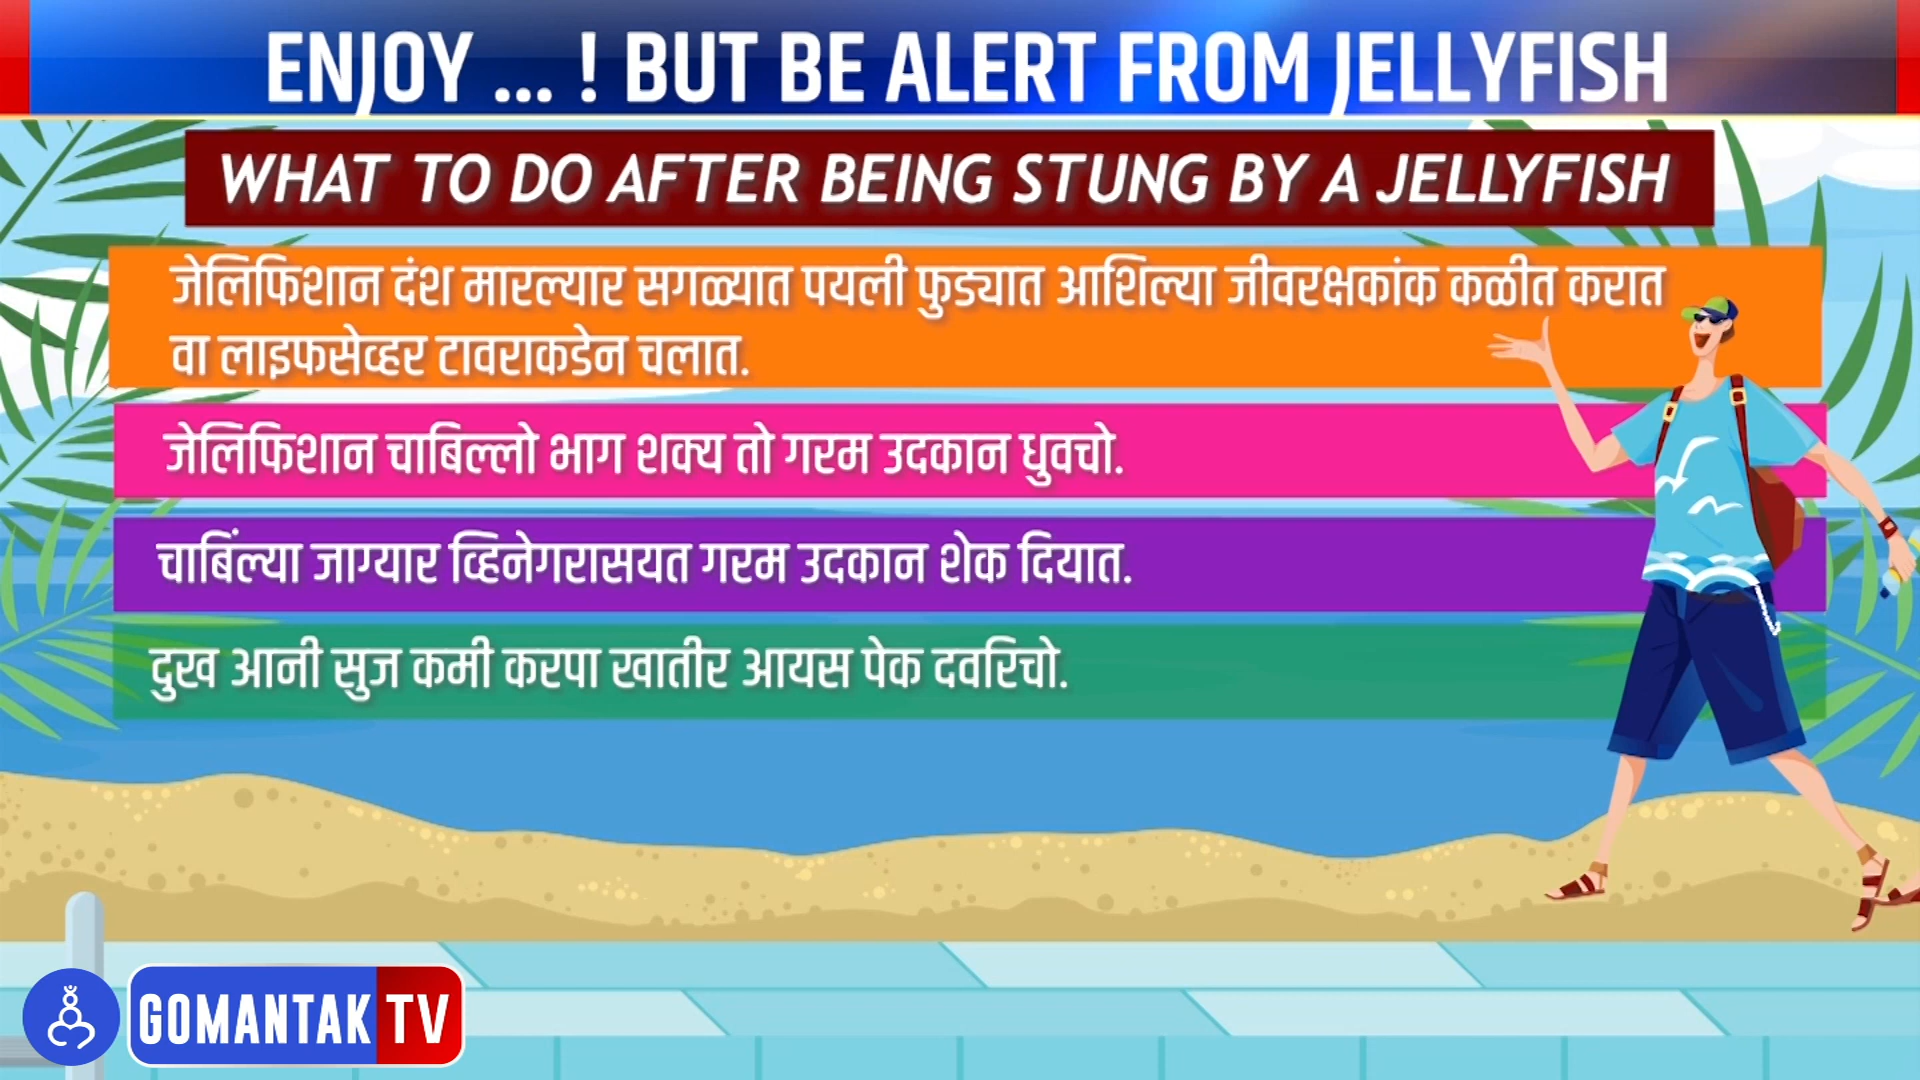 ENJOY ... ! BUT BE ALERT FROM JELLYFISH
WHAT TO DO AFTER BEING STUNG BY A JELLYFISH
जेलिफिशान दंश मारल्यार सगळ्यात पयली फुड्यात आशिल्या जीवरक्षकांक कळीत करात
वा लाइफसेव्हर टावराकडेन चलात.
जेलिफिशान चाबिल्लो भाग शक्य तो गरम उदकान धुवचो.
चाबिंल्या जाग्यार व्हिनेगरासयत गरम उदकान शेक दियात.
दुख आनी सुज कमी करपा खातीर आयस पेक दवरिचो.
GOMANTAK TV